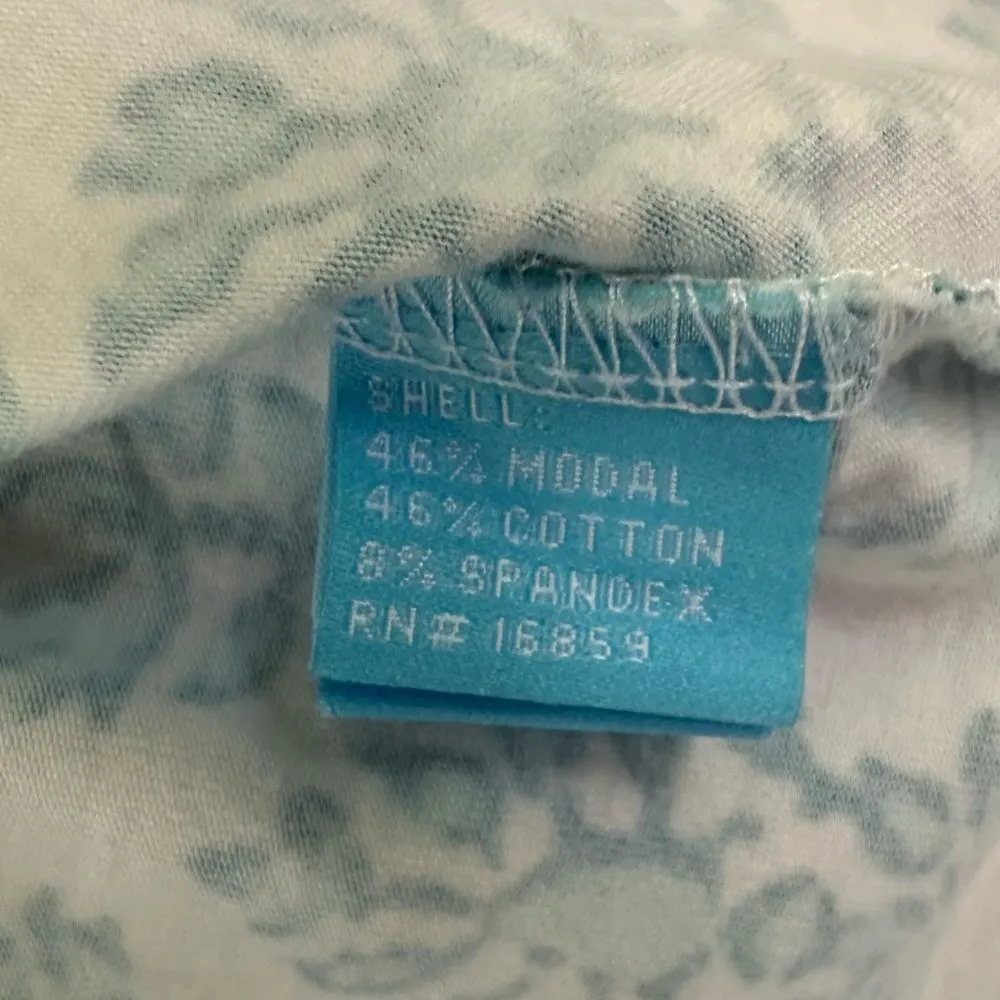 SHELL:
46% MODAL
46% COTTON
8% SPANDEX
RN# 16859